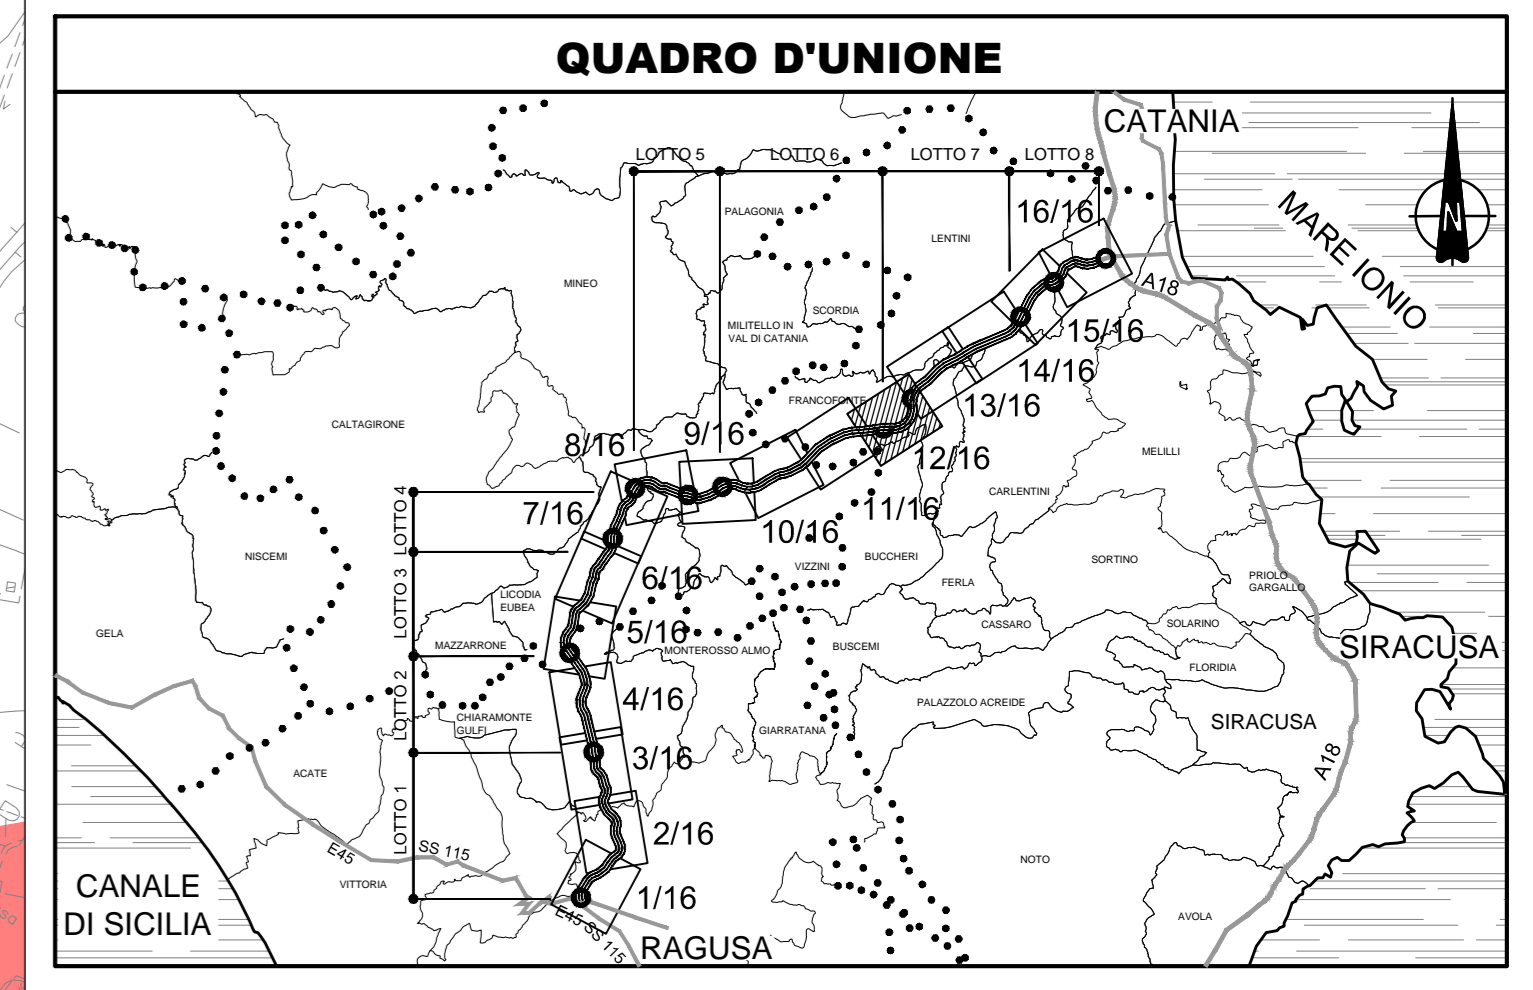 QUADRO D'UNIONE
CATANIA
LOTTO 5
LOTTO 6
LOTTO 7
LOTTO 8
16/16
PALAGONIA
LENTINI
MARE IONIO
N
MINEO
A18
SCORDIA
MILITELLO IN
VAL DI CATANIA
15/16
14/16
FRANCOFONTE
13/16
CALTAGIRONE
8/16
9/16
12/16
MELILLI
CARLENTINI
7/16
11/16
10/16
LOTTO 4
NISCEMI
BUCCHERI
SORTINO
VIZZINI
6/16
FERLA
PRIOLO
GARGALLO
LICODIA
EUBEA
LOTTO 3
CASSARO
SOLARINO
GELA
5/16
MAZZARRONE
MONTEROSSO ALMO
BUSCEMI
SIRACUSA
FLORIDIA
4/16
LOTTO 2
PALAZZOLO ACREIDE
CHIARAMONTE
GULFI
GIARRATANA
SIRACUSA
3/16
A18
ACATE
LOTTO 1
2/16
E45
SS 115
NOTO
VITTORIA
CANALE
DI SICILIA
1/16
E45 SS 115
AVOLA
RAGUSA